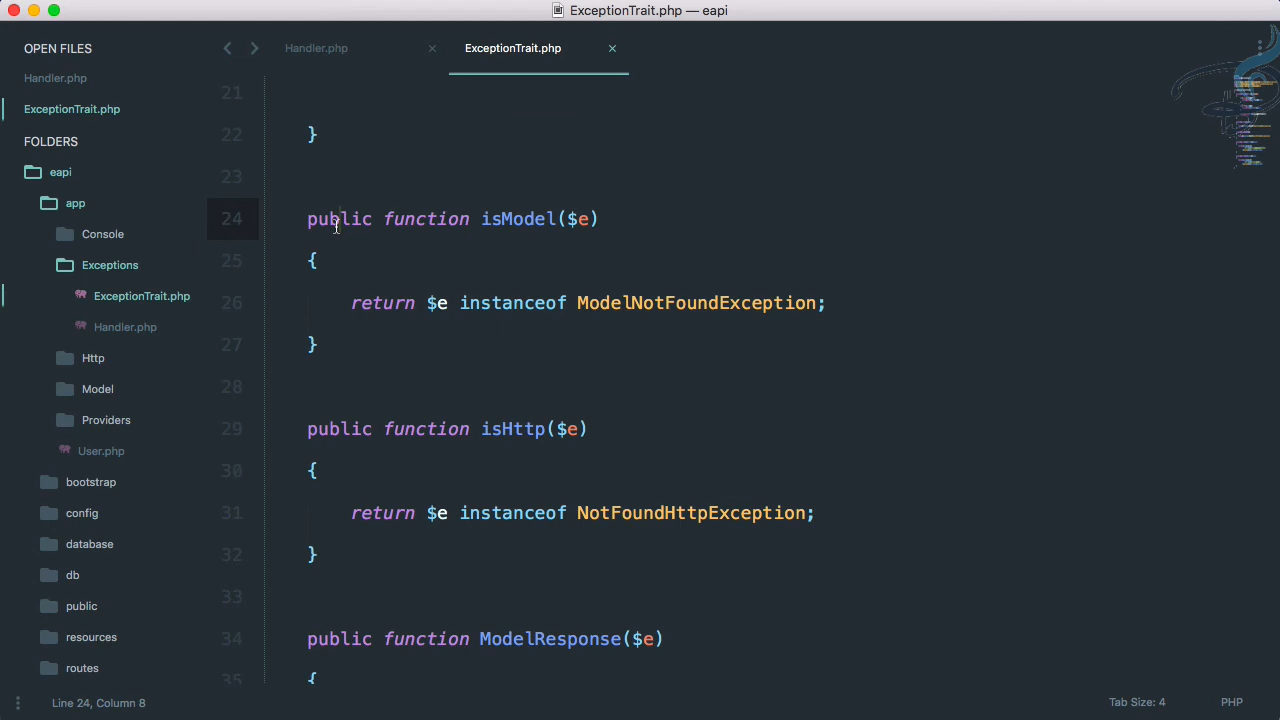 ExceptionTrait.php — eapi
OPEN FILES
Handler.php
ExceptionTrait.php
FOLDERS
eapi
app
Console
Exceptions
ExceptionTrait.php
Handler.php
Http
Model
Providers
User.php
bootstrap
config
database
db
public
resources
routes
Handler.php
ExceptionTrait.php
21
22 }
23
24 public function isModel($e)
25 {
26 return $e instanceof ModelNotFoundException;
27 }
28
29 public function isHttp($e)
30 {
31 return $e instanceof NotFoundHttpException;
32 }
33
34 public function ModelResponse($e)
35 {
Line 24, Column 8
Tab Size: 4
PHP